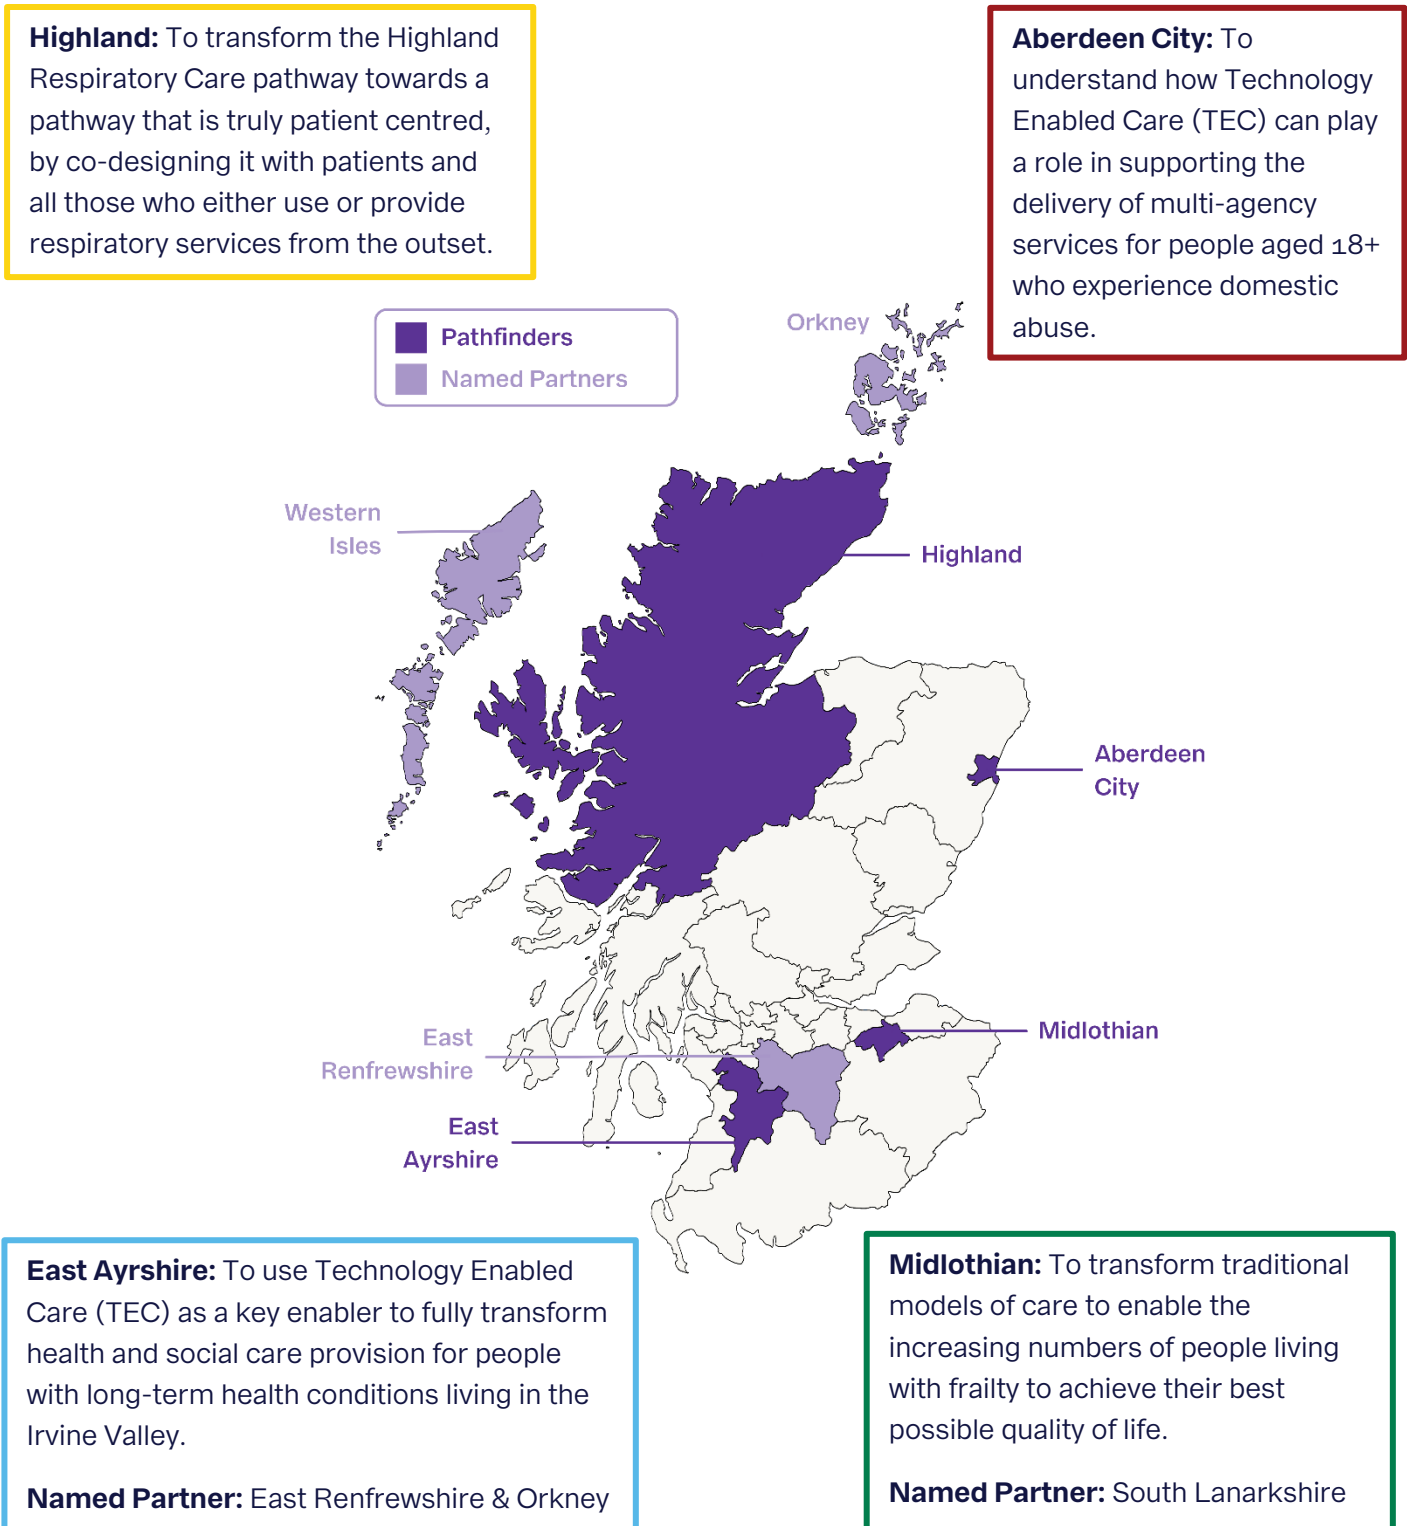 Highland: To transform the Highland
Respiratory Care pathway towards a
pathway that is truly patient centred,
by co-designing it with patients and
all those who either use or provide
respiratory services from the outset.
Aberdeen City: To
understand how Technology
Enabled Care (TEC) can play
a role in supporting the
delivery of multi-agency
services for people aged 18+
who experience domestic
abuse.
Pathfinders
Named Partners
Orkney
Western
Isles
Highland
Aberdeen
City
East
Renfrewshire
Midlothian
East
Ayrshire
East Ayrshire: To use Technology Enabled
Care (TEC) as a key enabler to fully transform
health and social care provision for people
with long-term health conditions living in the
Irvine Valley.
Named Partner: East Renfrewshire & Orkney
Midlothian: To transform traditional
models of care to enable the
increasing numbers of people living
with frailty to achieve their best
possible quality of life.
Named Partner: South Lanarkshire